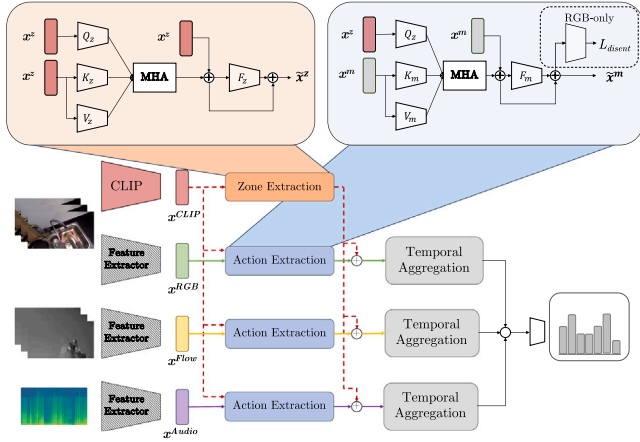 x^z
Q_z
x^z
x^z
K_z
MHA
F_z
x̃^z
V_z
RGB-only
x^z
Q_z
x^m
L_disent
x^m
K_m
MHA
F_m
x̃^m
V_m
CLIP
Zone Extraction
x^CLIP
Feature
Extractor
Action Extraction
Temporal
Aggregation
x^RGB
Feature
Extractor
Action Extraction
Temporal
Aggregation
x^Flow
Feature
Extractor
Action Extraction
Temporal
Aggregation
x^Audio